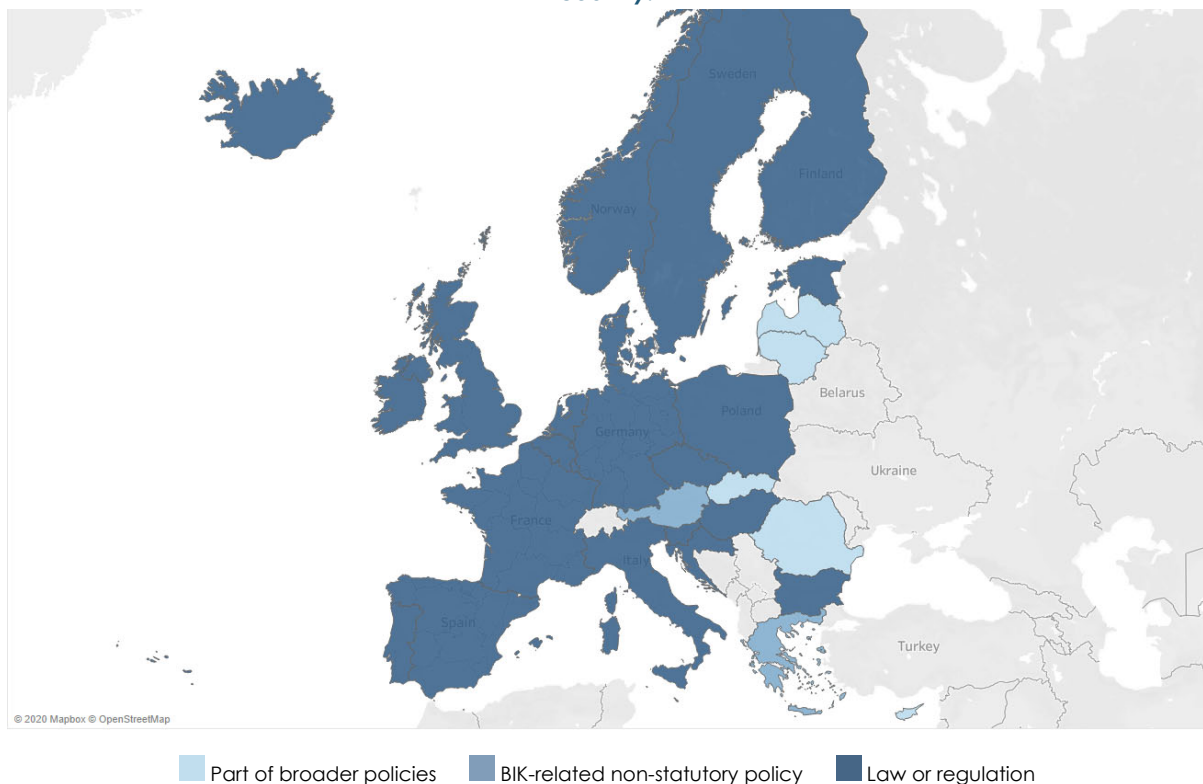 Sweden
Finland
Norway
Belarus
Poland
Germany
Ukraine
France
Italy
Spain
Turkey
© 2020 Mapbox © OpenStreetMap
Part of broader policies BIK-related non-statutory policy Law or regulation